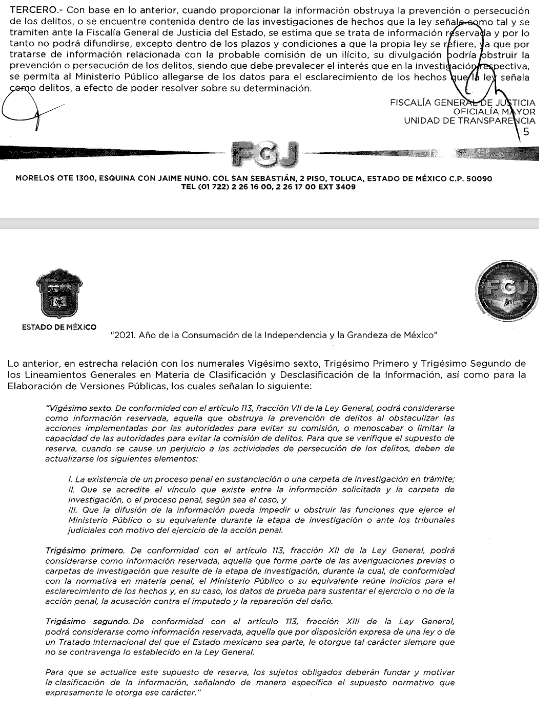 TERCERO.- Con base en lo anterior, cuando proporcionar la información obstruya la prevención o persecución
de los delitos, o se encuentre contenida dentro de las investigaciones de hechos que la ley señale como tal y se
tramiten ante la Fiscalía General de Justicia del Estado, se estima que se trata de información reservada y por lo
tanto no podrá difundirse, excepto dentro de los plazos y condiciones a que la propia ley se refiere, ya que por
tratarse de información relacionada con la probable comisión de un ilícito, su divulgación podría obstruir la
prevención o persecución de los delitos, siendo que debe prevalecer el interés que en la investigación respectiva,
se permita al Ministerio Público allegarse de los datos para el esclarecimiento de los hechos que la ley señala
como delitos, a efecto de poder resolver sobre su determinación.
FISCALÍA GENERAL DE JUSTICIA
OFICIALÍA MAYOR
UNIDAD DE TRANSPARENCIA
5
FGJ
MORELOS OTE 1300, ESQUINA CON JAIME NUNO. COL SAN SEBASTIÁN, 2 PISO, TOLUCA, ESTADO DE MÉXICO C.P. 50090
TEL (01 722) 2 26 16 00, 2 26 17 00 EXT 3409
FGJ
ESTADO DE MÉXICO
"2021. Año de la Consumación de la Independencia y la Grandeza de México"
Lo anterior, en estrecha relación con los numerales Vigésimo sexto, Trigésimo Primero y Trigésimo Segundo de
los Lineamientos Generales en Materia de Clasificación y Desclasificación de la Información, así como para la
Elaboración de Versiones Públicas, los cuales señalan lo siguiente:
"Vigésimo sexto. De conformidad con el artículo 113, fracción VII de la Ley General, podrá considerarse
como información reservada, aquella que obstruya la prevención de delitos al obstaculizar las
acciones implementadas por las autoridades para evitar su comisión, o menoscabar o limitar la
capacidad de las autoridades para evitar la comisión de delitos. Para que se verifique el supuesto de
reserva, cuando se cause un perjuicio a las actividades de persecución de los delitos, deben de
actualizarse los siguientes elementos:
I. La existencia de un proceso penal en sustanciación o una carpeta de investigación en trámite;
II. Que se acredite el vínculo que existe entre la información solicitada y la carpeta de
investigación, o el proceso penal, según sea el caso, y
III. Que la difusión de la información pueda impedir u obstruir las funciones que ejerce el
Ministerio Público o su equivalente durante la etapa de investigación o ante los tribunales
judiciales con motivo del ejercicio de la acción penal.
Trigésimo primero. De conformidad con el artículo 113, fracción XII de la Ley General, podrá
considerarse como información reservada, aquella que forme parte de las averiguaciones previas o
carpetas de investigación que resulte de la etapa de investigación, durante la cual, de conformidad
con la normativa en materia penal, el Ministerio Público o su equivalente reúne indicios para el
esclarecimiento de los hechos y, en su caso, los datos de prueba para sustentar el ejercicio o no de la
acción penal, la acusación contra el imputado y la reparación del daño.
Trigésimo segundo. De conformidad con el artículo 113, fracción XIII de la Ley General,
podrá considerarse como información reservada, aquella que por disposición expresa de una ley o de
un Tratado Internacional del que el Estado mexicano sea parte, le otorgue tal carácter siempre que
no se contravenga lo establecido en la Ley General.
Para que se actualice este supuesto de reserva, los sujetos obligados deberán fundar y motivar
la clasificación de la información, señalando de manera específica el supuesto normativo que
expresamente le otorga ese carácter."